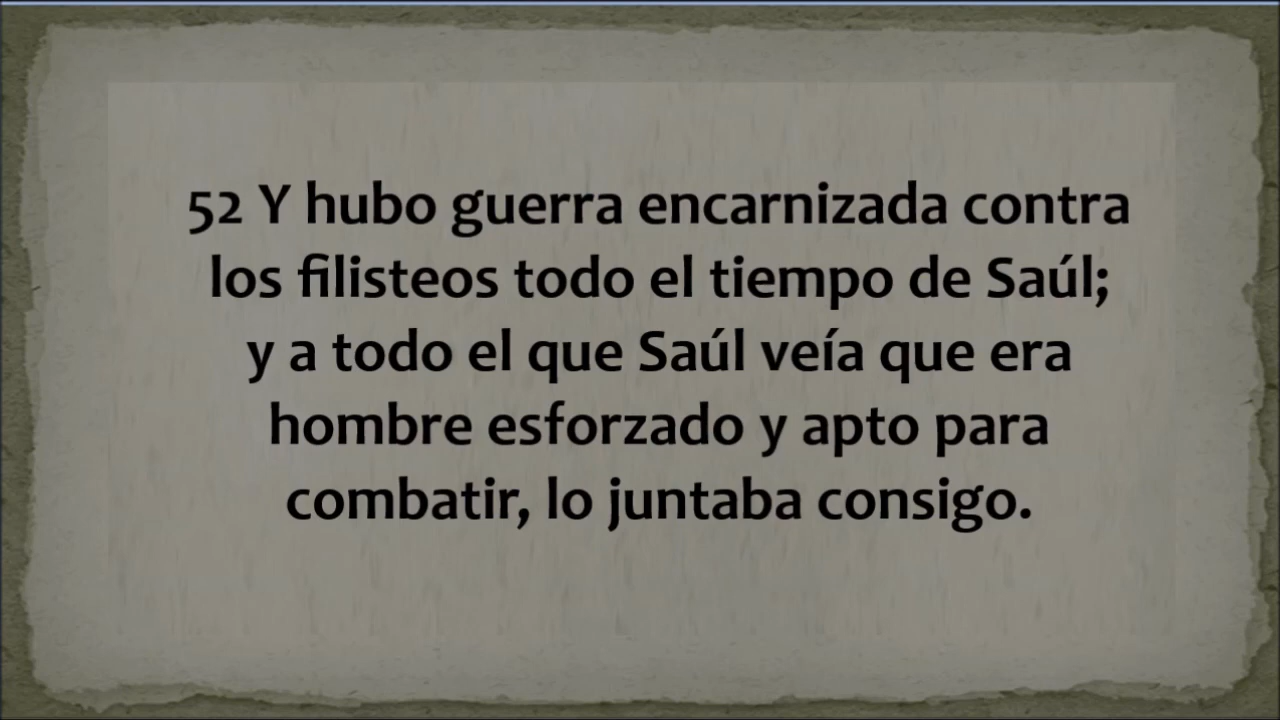 52 Y hubo guerra encarnizada contra
los filisteos todo el tiempo de Saúl;
y a todo el que Saúl veía que era
hombre esforzado y apto para
combatir, lo juntaba consigo.